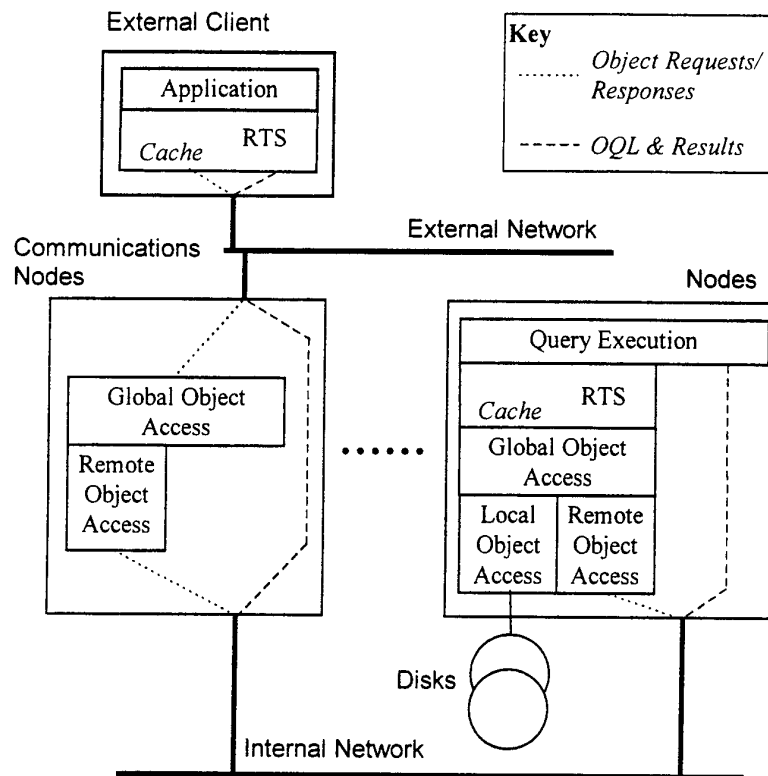 External Client
Key
Object Requests/
Responses
OQL & Results
Application
RTS
Cache
External Network
Communications
Nodes
Nodes
Global Object
Access
Remote
Object
Access
Query Execution
RTS
Cache
Global Object
Access
Local
Object
Access
Remote
Object
Access
Disks
Internal Network